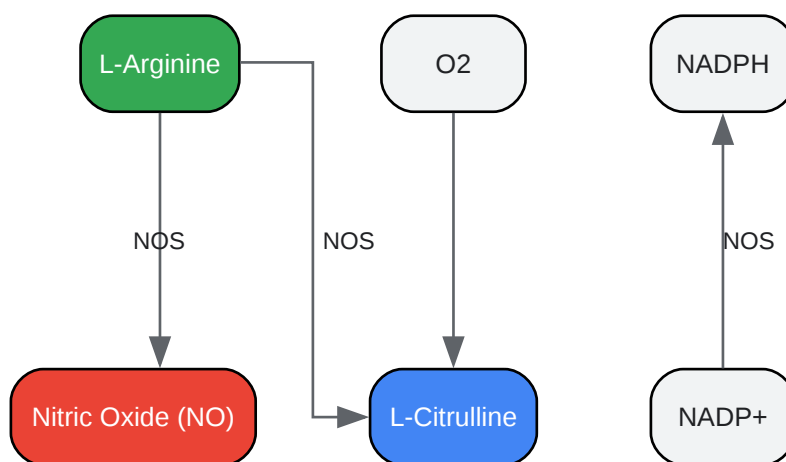 L-Arginine
O2
NADPH
NOS
NOS
NOS
Nitric Oxide (NO)
L-Citrulline
NADP+